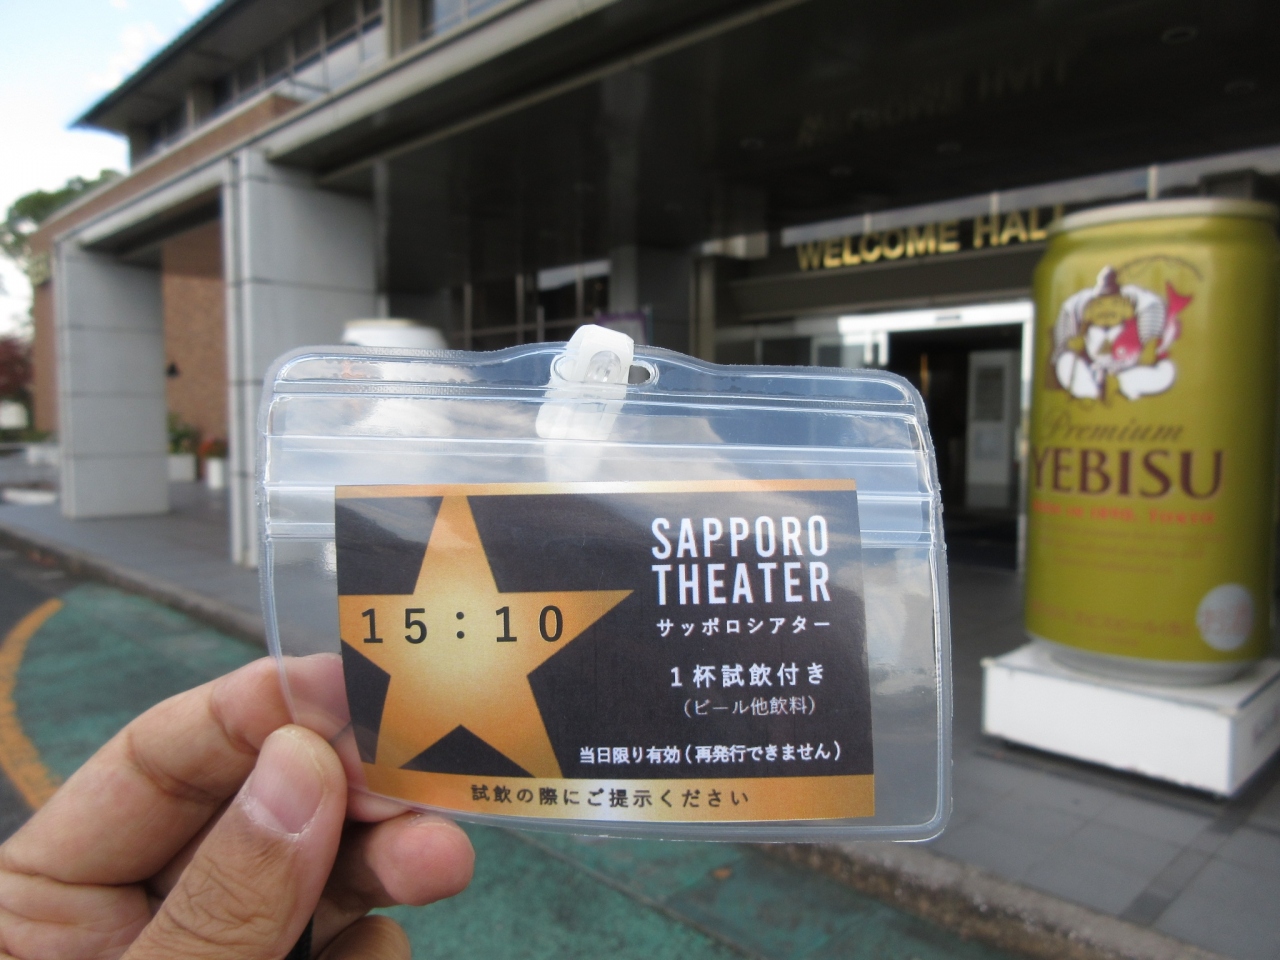 WELCOME HALL
Premium
YEBISU
SAPPORO
THEATER
サッポロシアター
15:10
1杯試飲付き
(ビール他飲料)
当日限り有効(再発行できません)
試飲の際にご提示ください